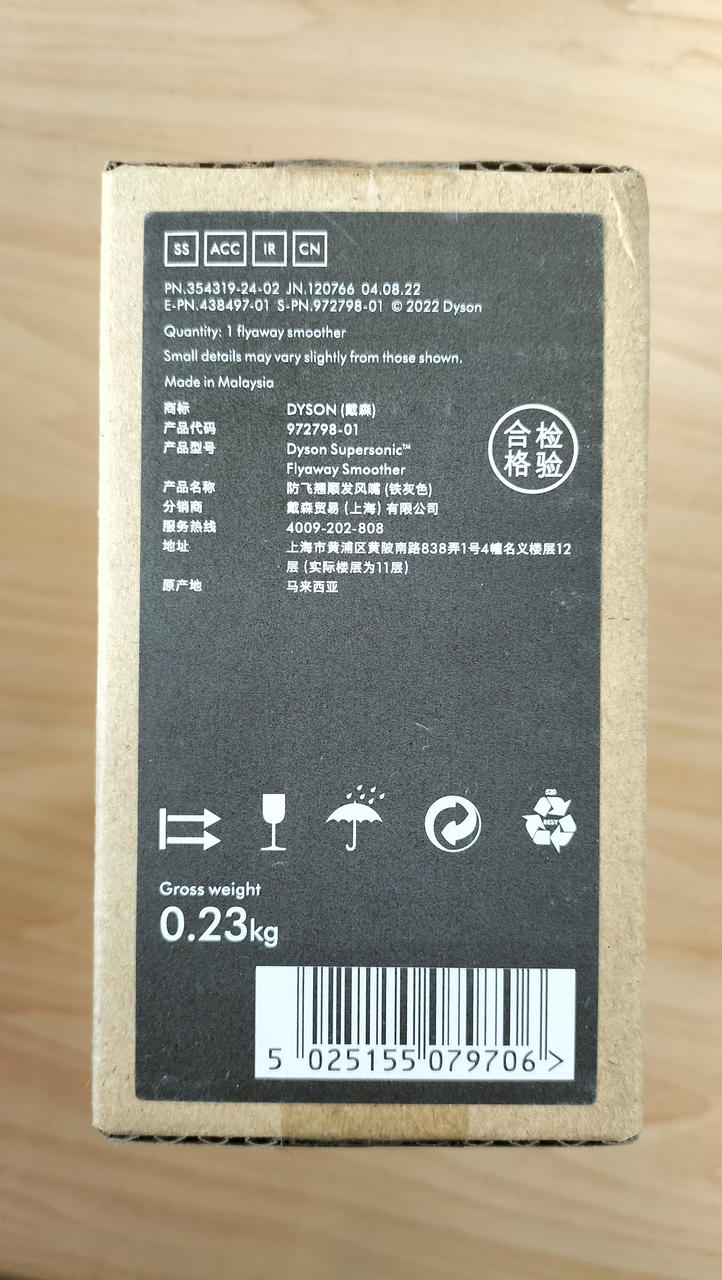 SS ACC IR CN
PN.354319-24-02 JN.120766 04.08.22
E-PN.438497-01 S-PN.972798-01 © 2022 Dyson
Quantity: 1 flyaway smoother
Small details may vary slightly from those shown.
Made in Malaysia
商标 DYSON (戴森)
产品代码 972798-01
产品型号 Dyson Supersonic™
Flyaway Smoother
产品名称 防飞翘顺发风嘴 (铁灰色)
分销商 戴森贸易 (上海) 有限公司
服务热线 4009-202-808
地址 上海市黄浦区黄陂南路838弄1号4幢名义楼层12
层 (实际楼层为11层)
原产地 马来西亚
合检
格验
520
RESY
Gross weight
0.23kg
5 025155 079706 >